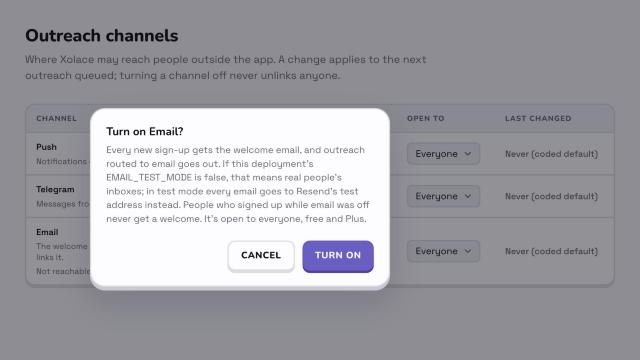 Outreach channels
Where Xolace may reach people outside the app. A change applies to the next
outreach queued; turning a channel off never unlinks anyone.
CHANNEL OPEN TO LAST CHANGED
Push
Notifications
Everyone Never (coded default)
Telegram
Messages fro
Everyone Never (coded default)
Email
The welcome
links it.
Not reachable
Everyone Never (coded default)
Turn on Email?
Every new sign-up gets the welcome email, and outreach
routed to email goes out. If this deployment's
EMAIL_TEST_MODE is false, that means real people's
inboxes; in test mode every email goes to Resend's test
address instead. People who signed up while email was off
never get a welcome. It's open to everyone, free and Plus.
CANCEL TURN ON